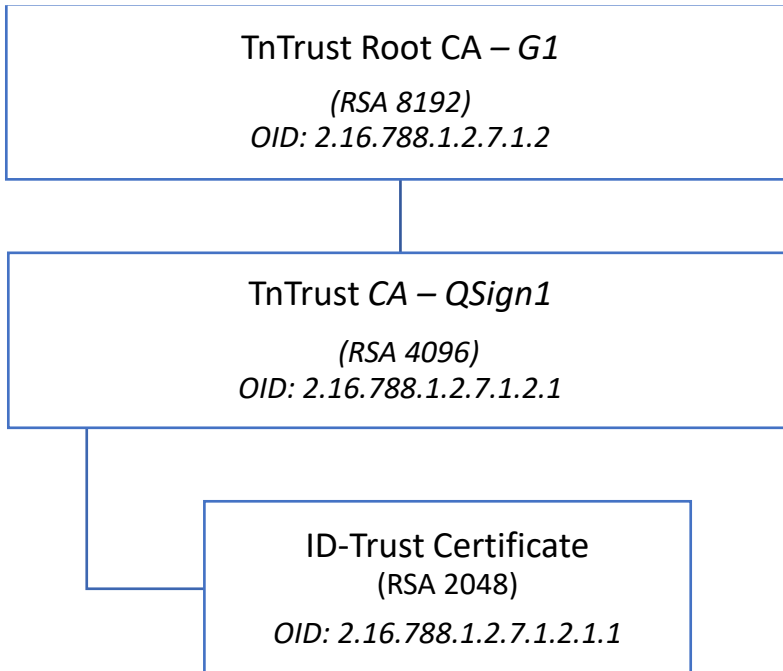 TnTrust Root CA – G1
(RSA 8192)
OID: 2.16.788.1.2.7.1.2
TnTrust CA – QSign1
(RSA 4096)
OID: 2.16.788.1.2.7.1.2.1
ID-Trust Certificate
(RSA 2048)
OID: 2.16.788.1.2.7.1.2.1.1